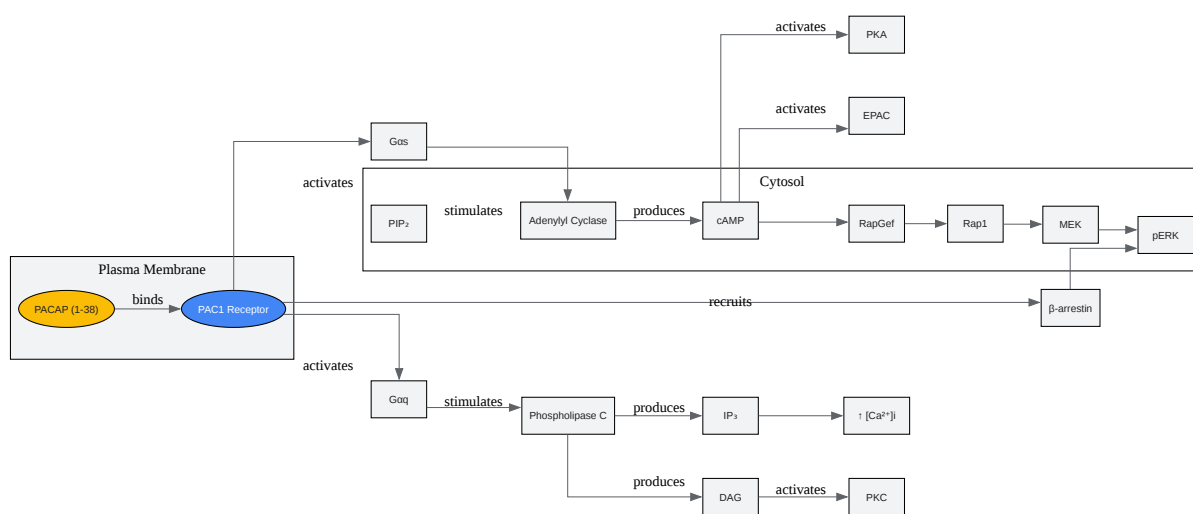 activates
PKA
activates
EPAC
Gαs
activates
Cytosol
PIP₂
stimulates
Adenylyl Cyclase
produces
cAMP
RapGef
Rap1
MEK
pERK
Plasma Membrane
PACAP (1-38)
binds
PAC1 Receptor
recruits
β-arrestin
activates
Gαq
stimulates
Phospholipase C
produces
IP₃
↑ [Ca²⁺]i
produces
DAG
activates
PKC